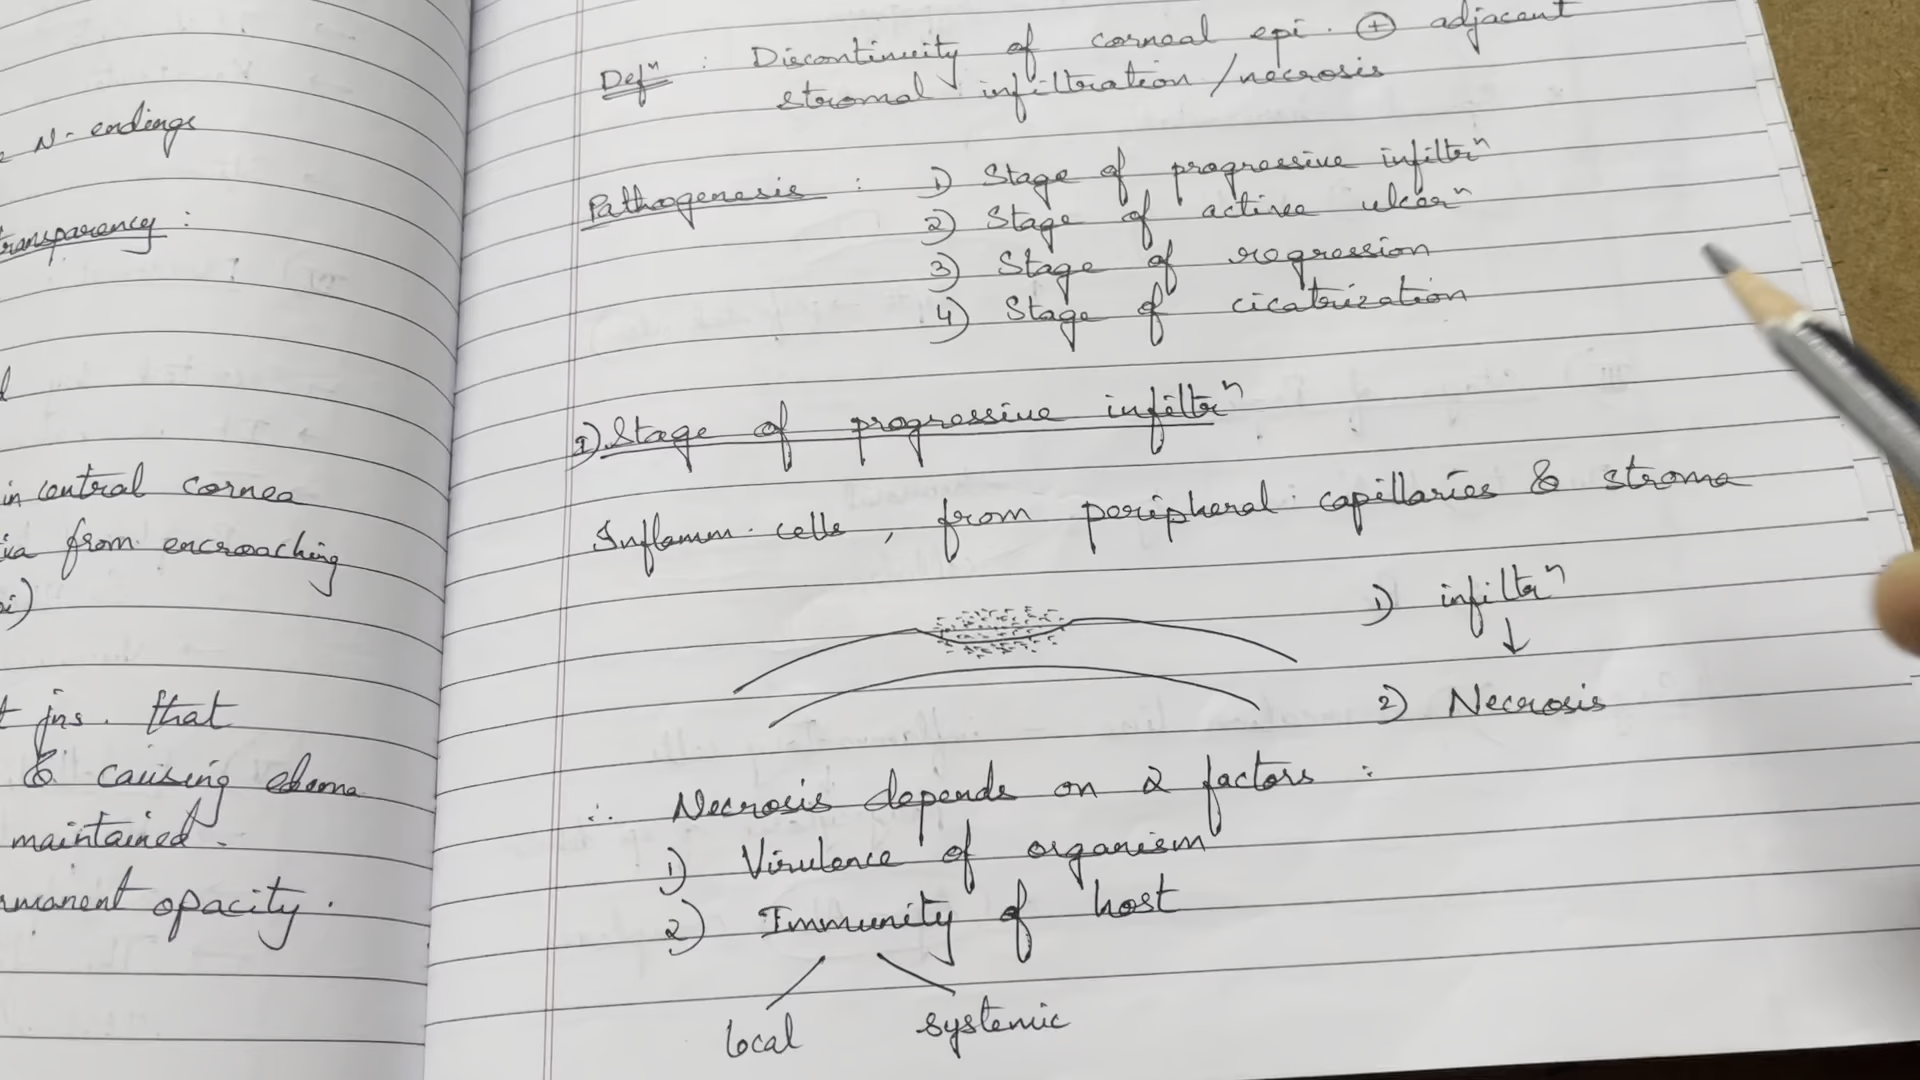 N- endings
transparency :
in central cornea
from encroaching
jns. that
& causing edema
maintained.
opacity.
Defⁿ : Discontinuity of corneal epi. ⊕ adjacent
stromal infiltration/necrosis
Pathogenesis : 1) Stage of progressive infiltrⁿ
2) Stage of active ulcerⁿ
3) Stage of regression
4) Stage of cicatrization
1) Stage of progressive infiltrⁿ
Inflamm. cells, from peripheral capillaries & stroma
1) infiltrⁿ
↓
2) Necrosis
∴ Necrosis depends on 2 factors :
1) Virulence of organism
2) Immunity of host
local systemic